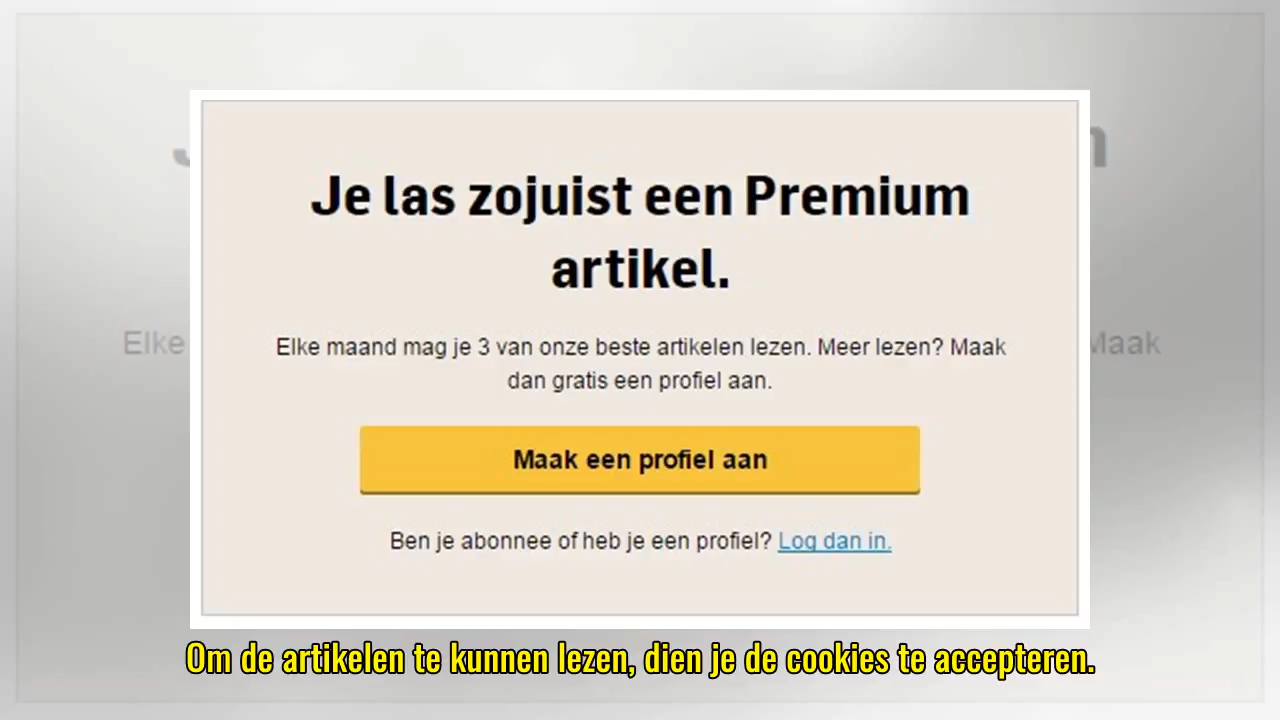 Je las zojuist een Premium
artikel.
Elke maand mag je 3 van onze beste artikelen lezen. Meer lezen? Maak
dan gratis een profiel aan.
Maak een profiel aan
Ben je abonnee of heb je een profiel? Log dan in.
Om de artikelen te kunnen lezen, dien je de cookies te accepteren.
Elke
Maak